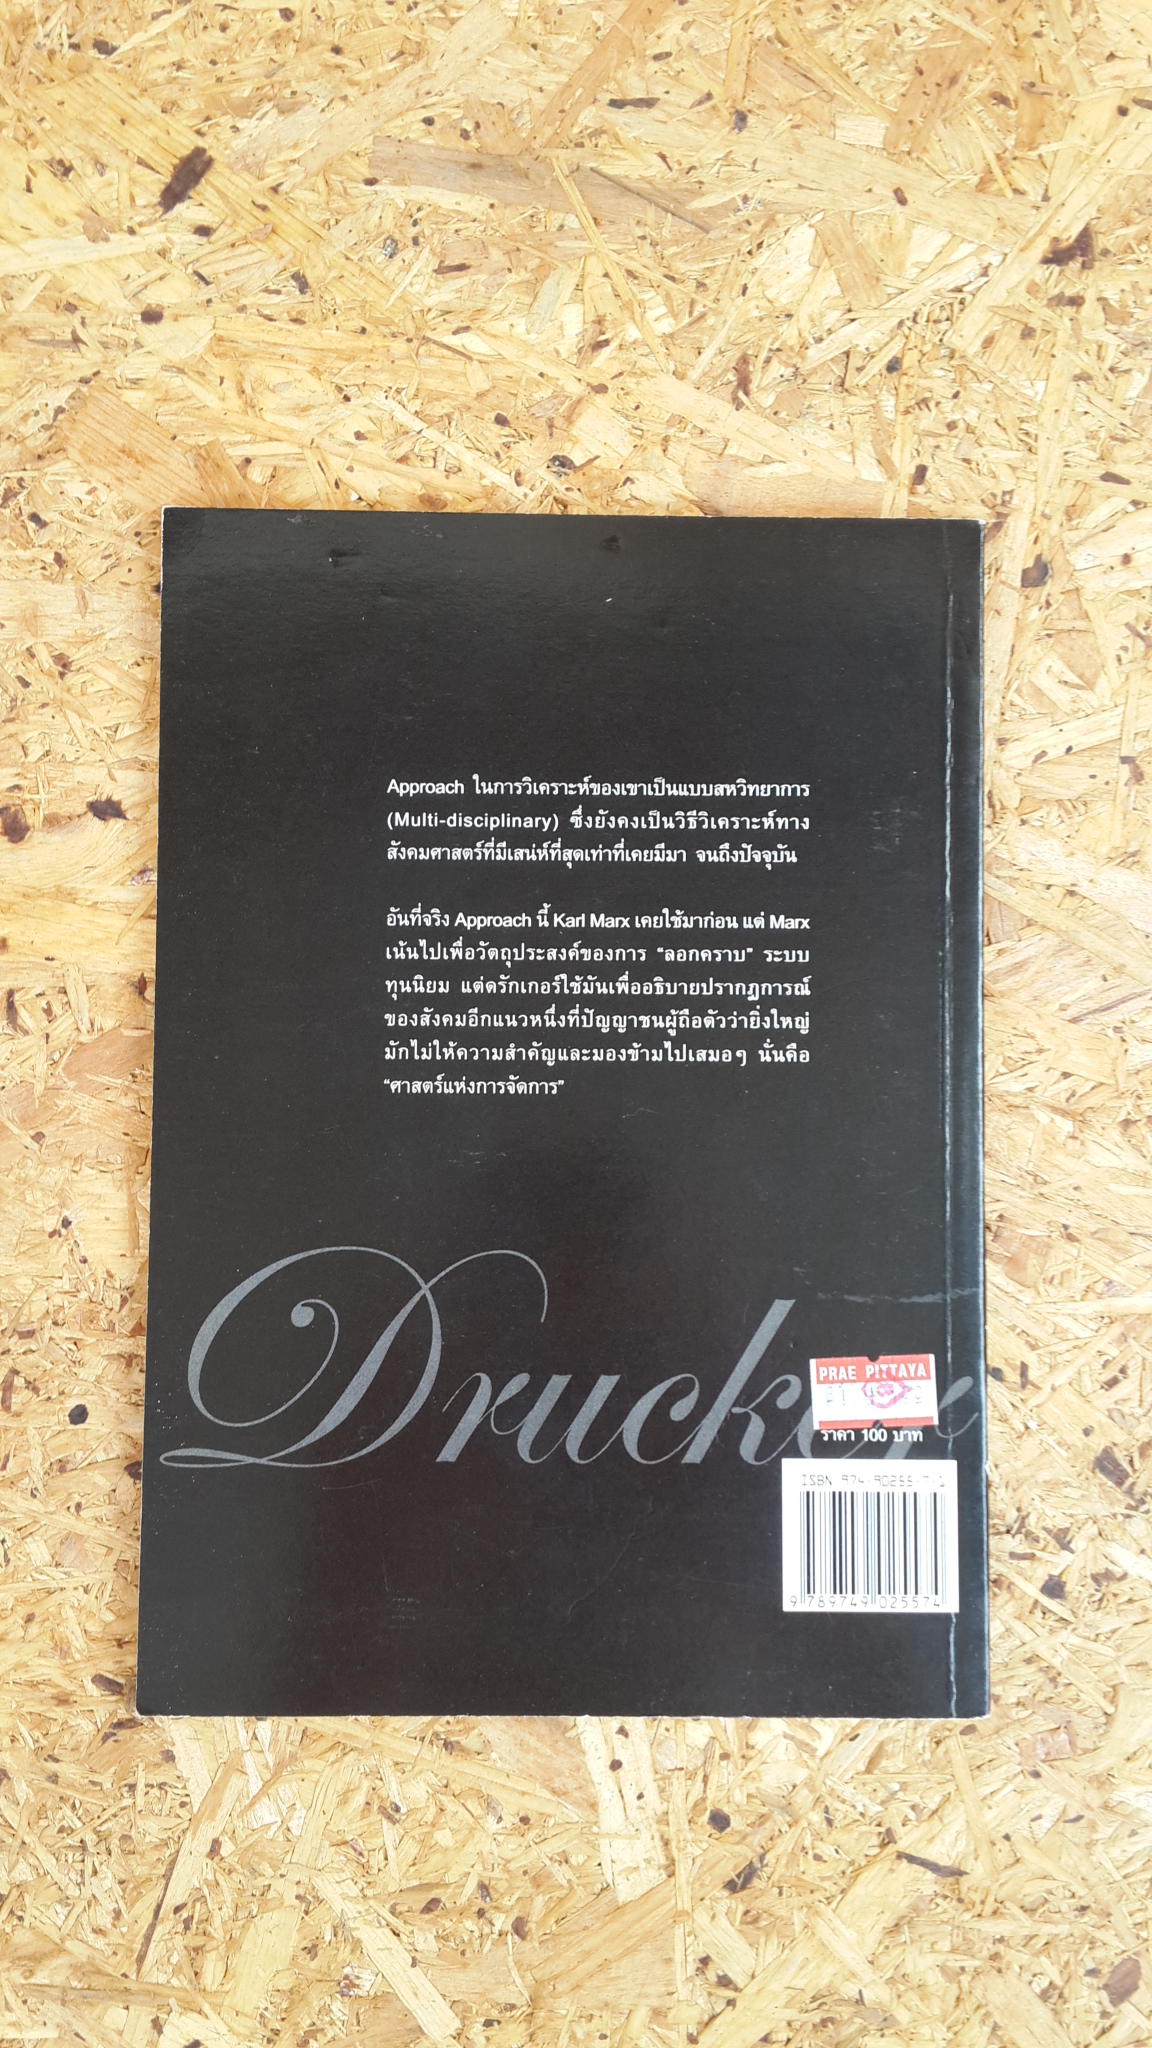 Approach ในการวิเคราะห์ของเขาเป็นแบบสหวิทยาการ
(Multi-disciplinary) ซึ่งยังคงเป็นวิธีวิเคราะห์ทาง
สังคมศาสตร์ที่มีเสน่ห์ที่สุดเท่าที่เคยมีมา จนถึงปัจจุบัน
อันที่จริง Approach นี้ Karl Marx เคยใช้มาก่อน แต่ Marx
เน้นไปเพื่อวัตถุประสงค์ของการ “ลอกคราบ” ระบบ
ทุนนิยม แต่ดรักเกอร์ใช้มันเพื่ออธิบายปรากฏการณ์
ของสังคมอีกแนวหนึ่งที่ปัญญาชนผู้ถือตัวว่ายิ่งใหญ่
มักไม่ให้ความสำคัญและมองข้ามไปเสมอๆ นั่นคือ
“ศาสตร์แห่งการจัดการ”
Drucker
PRAE PITTAYA
ราคา 100 บาท
ISBN 974-90255-7-1
9 789749 025574